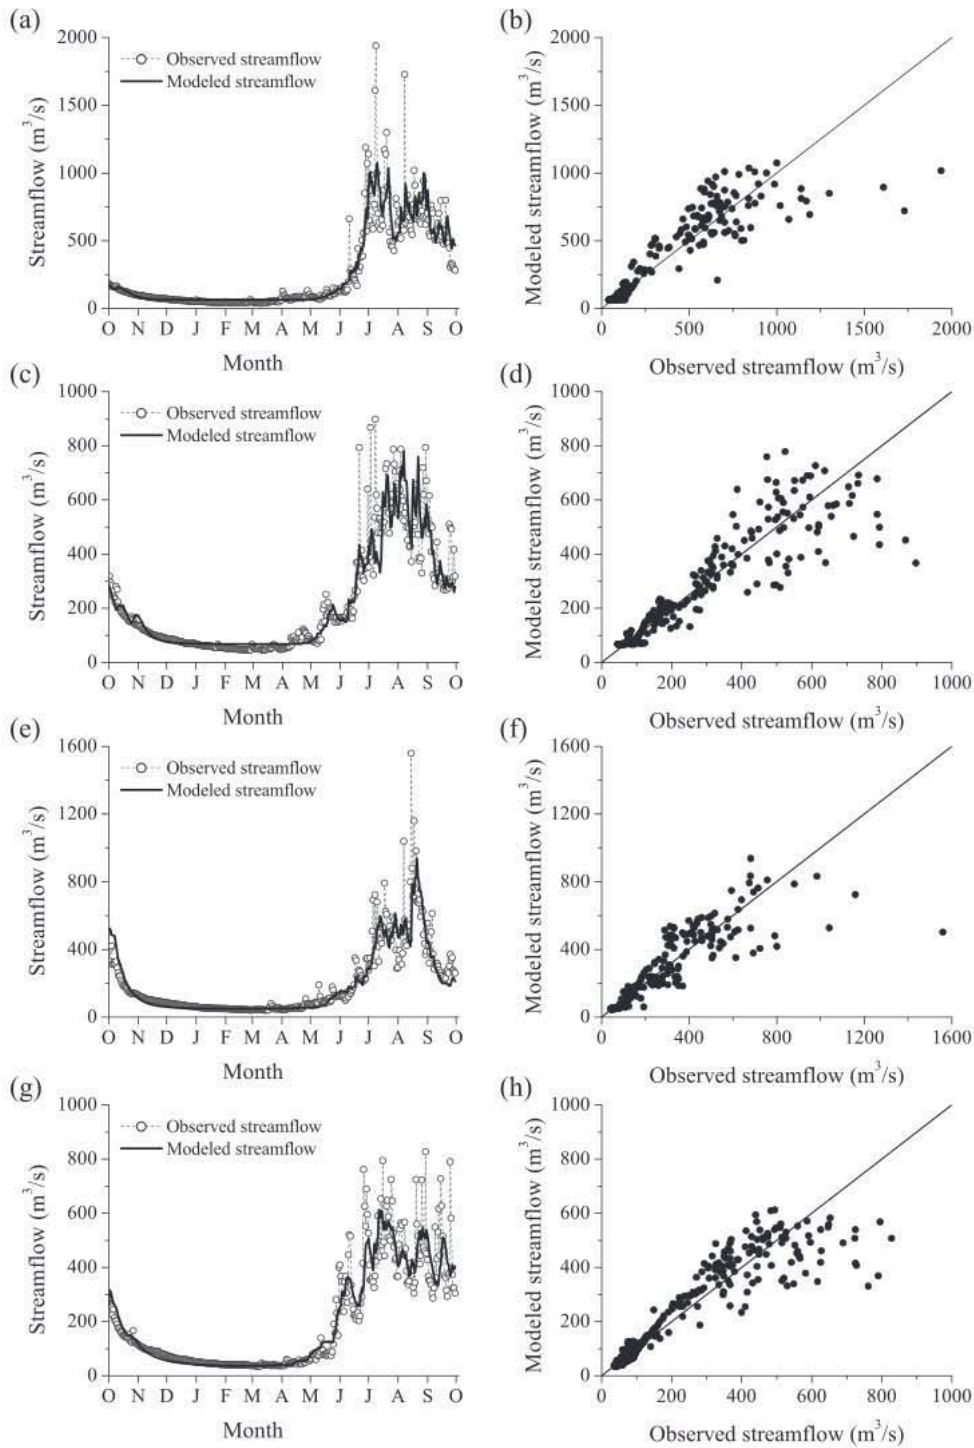 (a)
2000
1500
1000
500
0
Streamflow (m³/s)
Observed streamflow
Modeled streamflow
O N D J F M A M J J A S O
Month
(b)
2000
1500
1000
500
0
Modeled streamflow (m³/s)
0 500 1000 1500 2000
Observed streamflow (m³/s)
(c)
1000
800
600
400
200
0
Streamflow (m³/s)
Observed streamflow
Modeled streamflow
O N D J F M A M J J A S O
Month
(d)
1000
800
600
400
200
0
Modeled streamflow (m³/s)
0 200 400 600 800 1000
Observed streamflow (m³/s)
(e)
1600
1200
800
400
0
Streamflow (m³/s)
Observed streamflow
Modeled streamflow
O N D J F M A M J J A S O
Month
(f)
1600
1200
800
400
0
Modeled streamflow (m³/s)
0 400 800 1200 1600
Observed streamflow (m³/s)
(g)
1000
800
600
400
200
0
Streamflow (m³/s)
Observed streamflow
Modeled streamflow
O N D J F M A M J J A S O
Month
(h)
1000
800
600
400
200
0
Modeled streamflow (m³/s)
0 200 400 600 800 1000
Observed streamflow (m³/s)